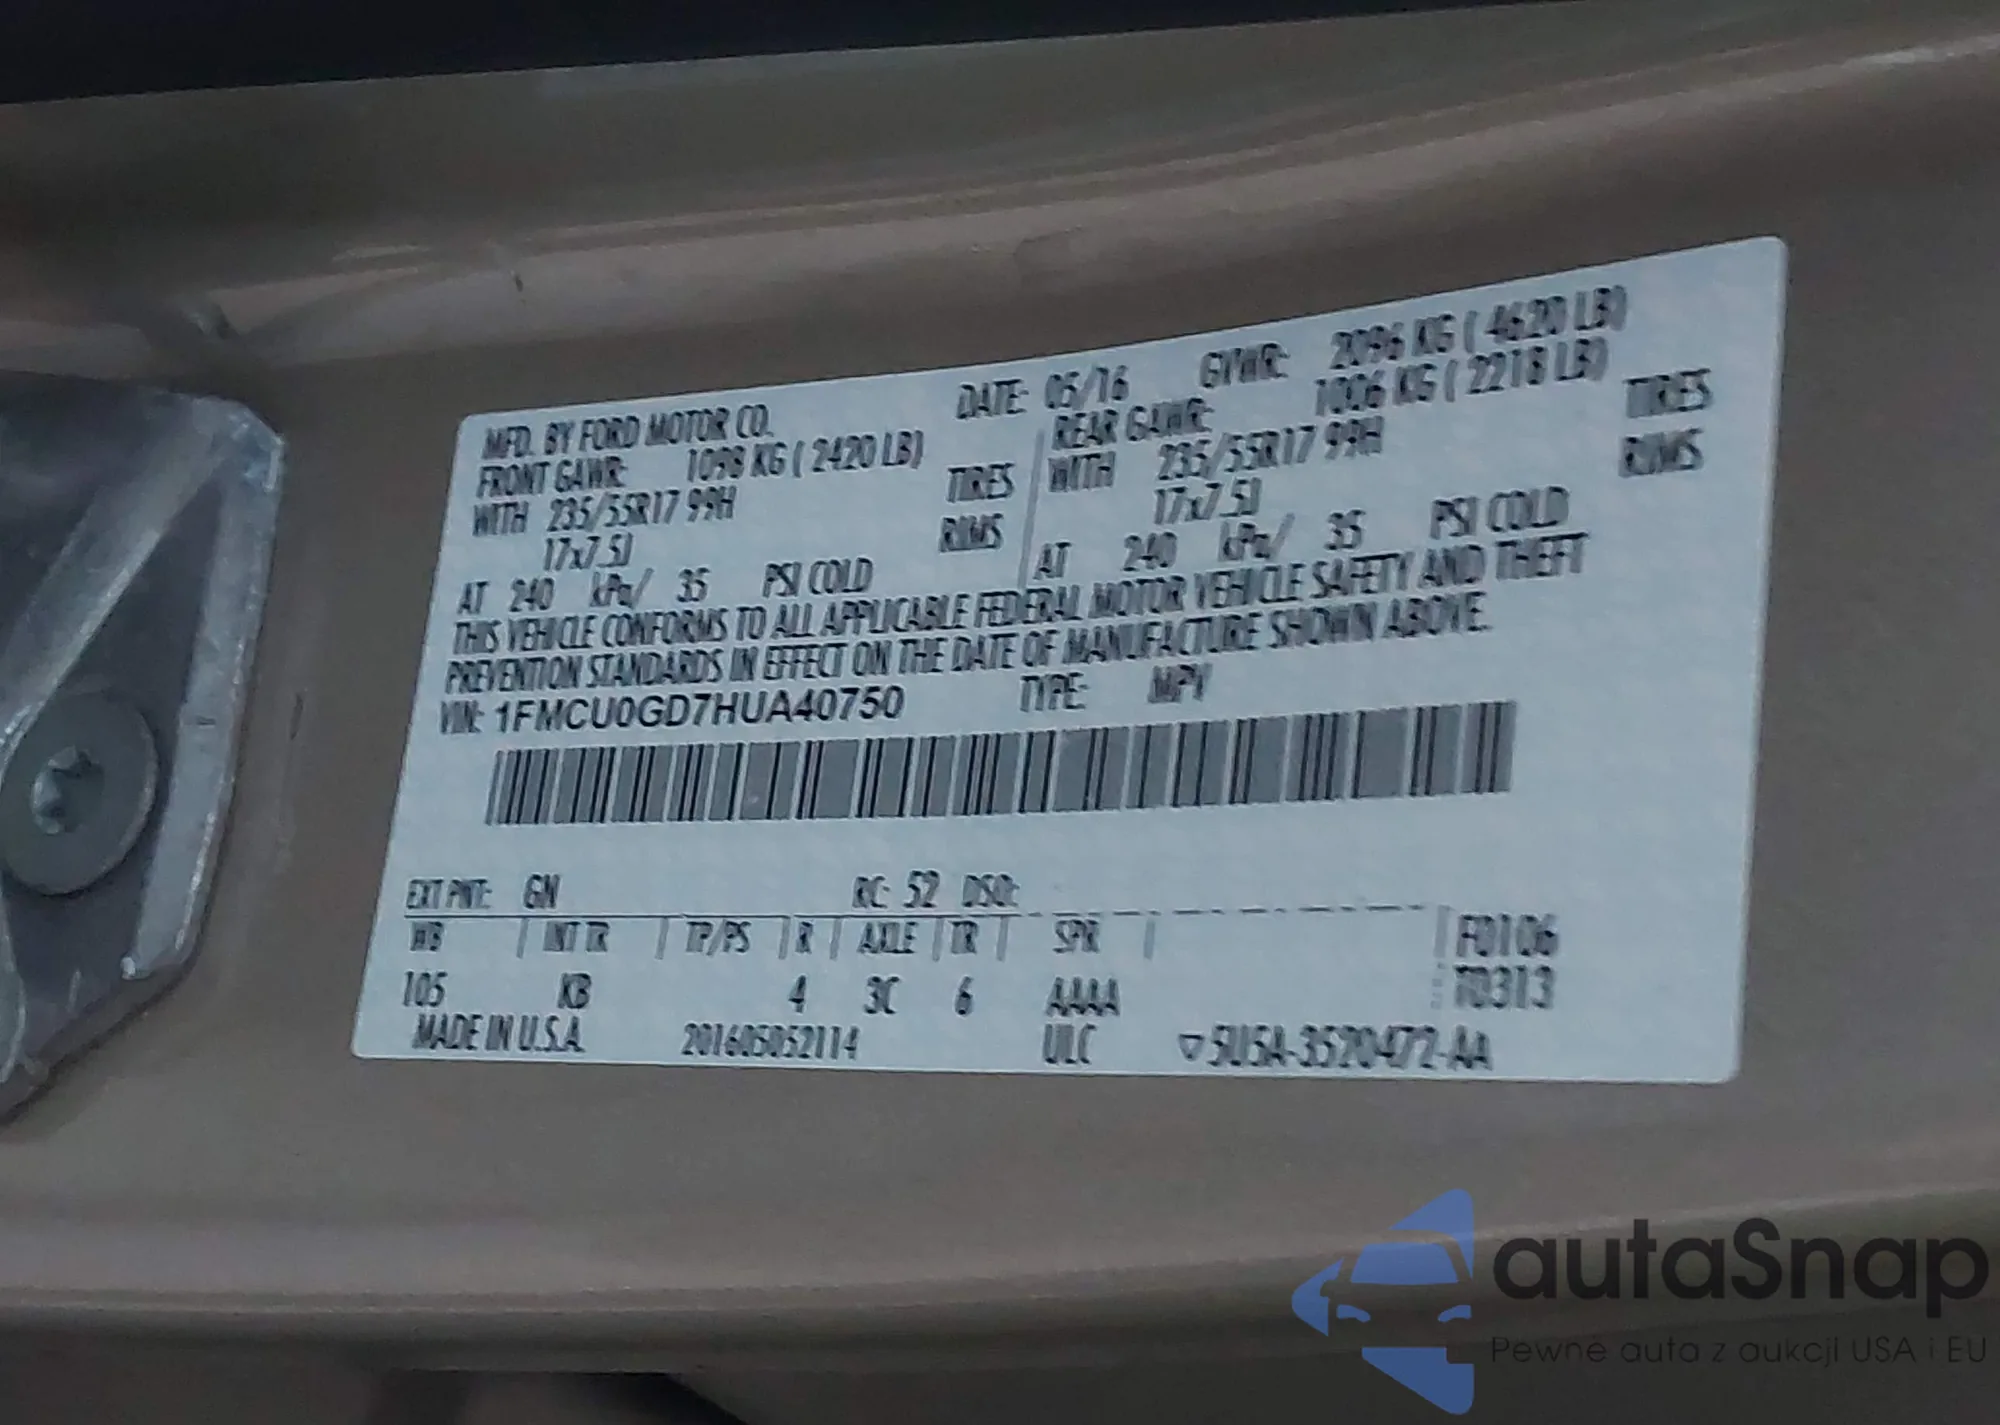 MFD. BY FORD MOTOR CO. DATE: 05/16 GVWR: 2096 KG ( 4620 LB)
FRONT GAWR: 1098 KG ( 2420 LB) REAR GAWR: 1006 KG ( 2218 LB)
WITH 235/55R17 99H TIRES WITH 235/55R17 99H TIRES
17x7.5J RIMS 17x7.5J RIMS
AT 240 kPa/ 35 PSI COLD AT 240 kPa/ 35 PSI COLD
THIS VEHICLE CONFORMS TO ALL APPLICABLE FEDERAL MOTOR VEHICLE SAFETY AND THEFT
PREVENTION STANDARDS IN EFFECT ON THE DATE OF MANUFACTURE SHOWN ABOVE.
VIN: 1FMCU0GD7HUA40750 TYPE: MPV
EXT PNT: GN RC: 52 DSO:
WB INT TR TP/PS R AXLE TR SPR F0106
105 KB 4 3C 6 AAAA T0313
MADE IN U.S.A. 201605052114 ULC ▽5U5A-3520472-AA
autaSnap
Pewne auta z aukcji USA i EU